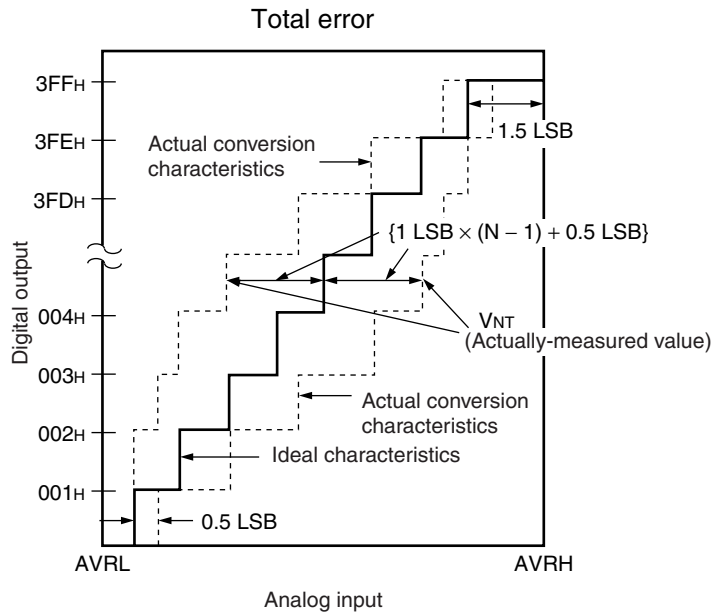 Total error
3FFH
3FEH
3FDH
004H
003H
002H
001H
Digital output
Actual conversion
characteristics
1.5 LSB
{1 LSB × (N – 1) + 0.5 LSB}
VNT
(Actually-measured value)
Actual conversion
characteristics
Ideal characteristics
0.5 LSB
AVRL
AVRH
Analog input